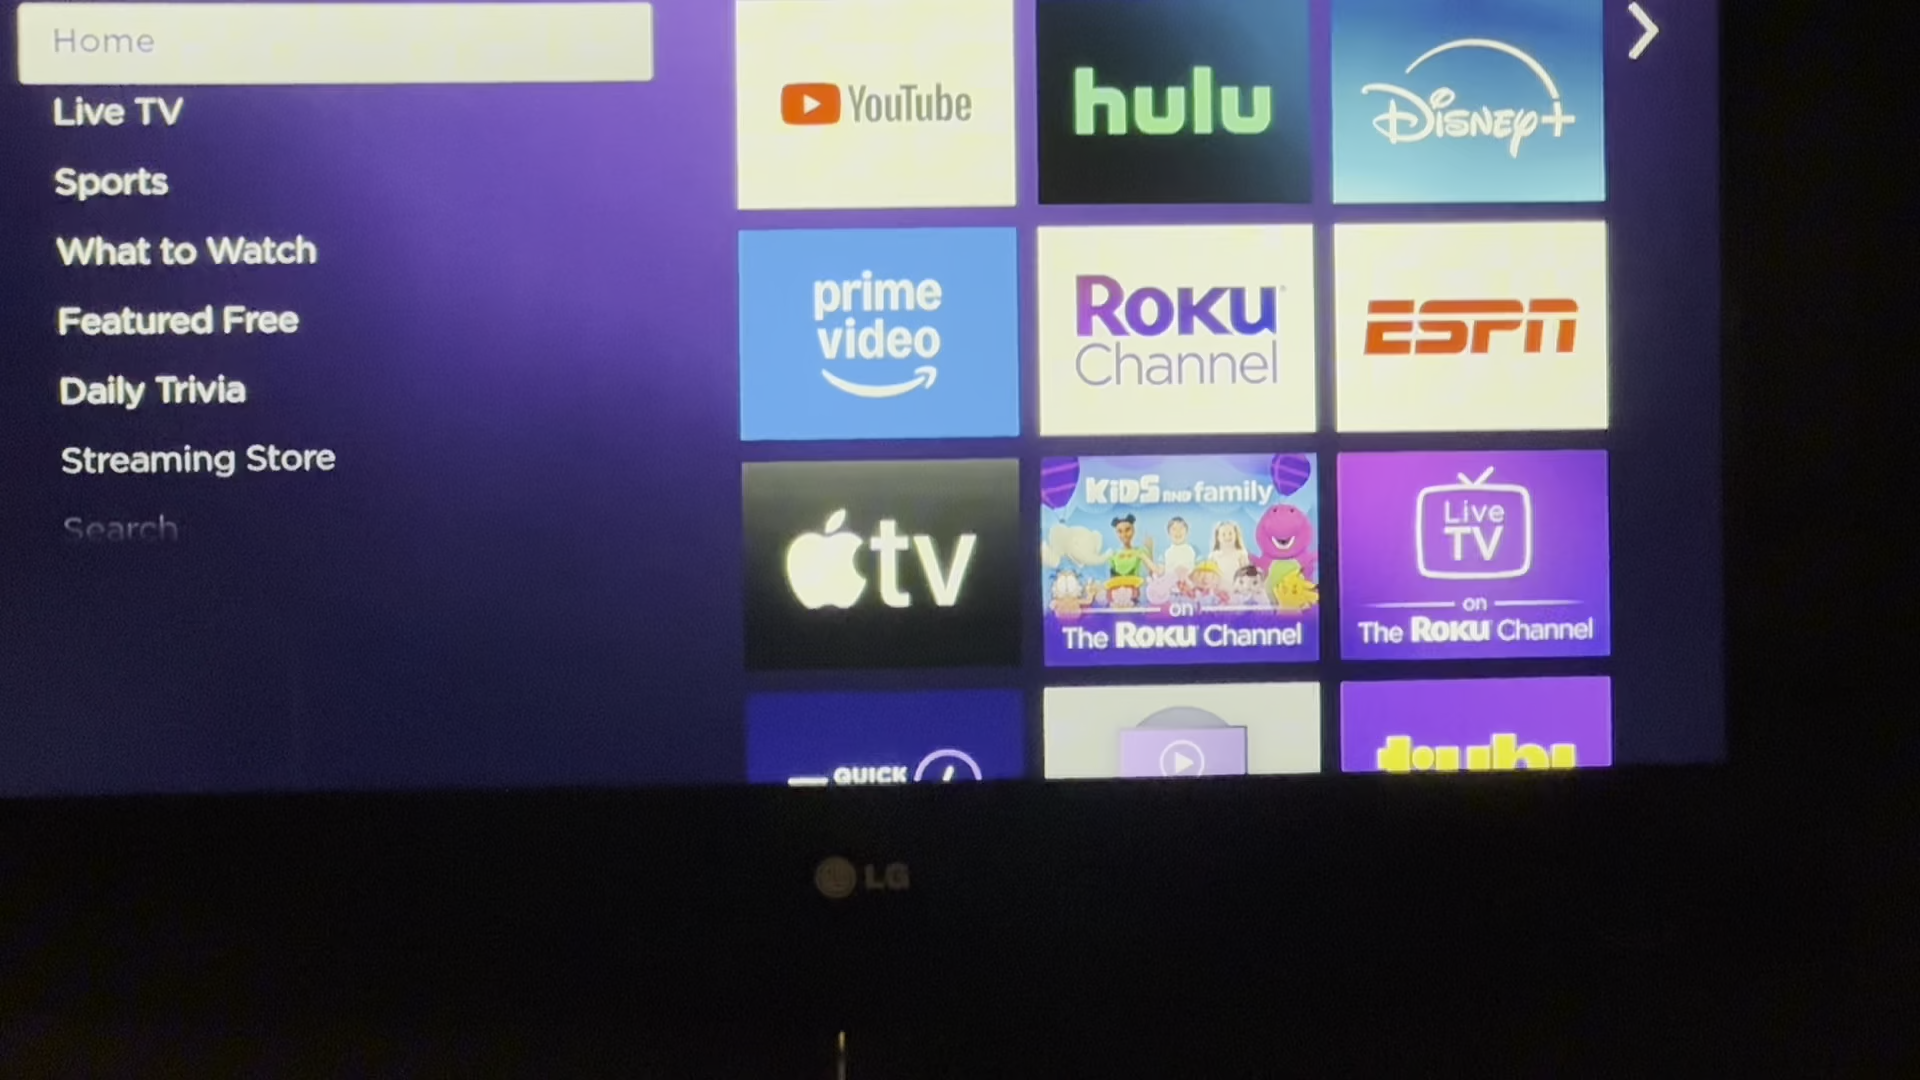 Home
Live TV
Sports
What to Watch
Featured Free
Daily Trivia
Streaming Store
Search
YouTube
hulu
Disney+
prime
video
Roku
Channel
ESPN
tv
KiDS AND family
on
The Roku Channel
Live
TV
on
The Roku Channel
QUICK
tubi
LG